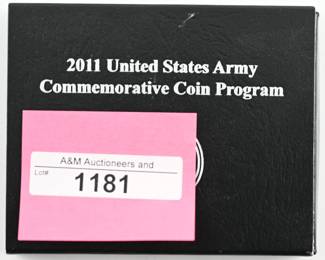 2011 United States Army
Commemorative Coin Program
A&M Auctioneers and
Lot#
1181